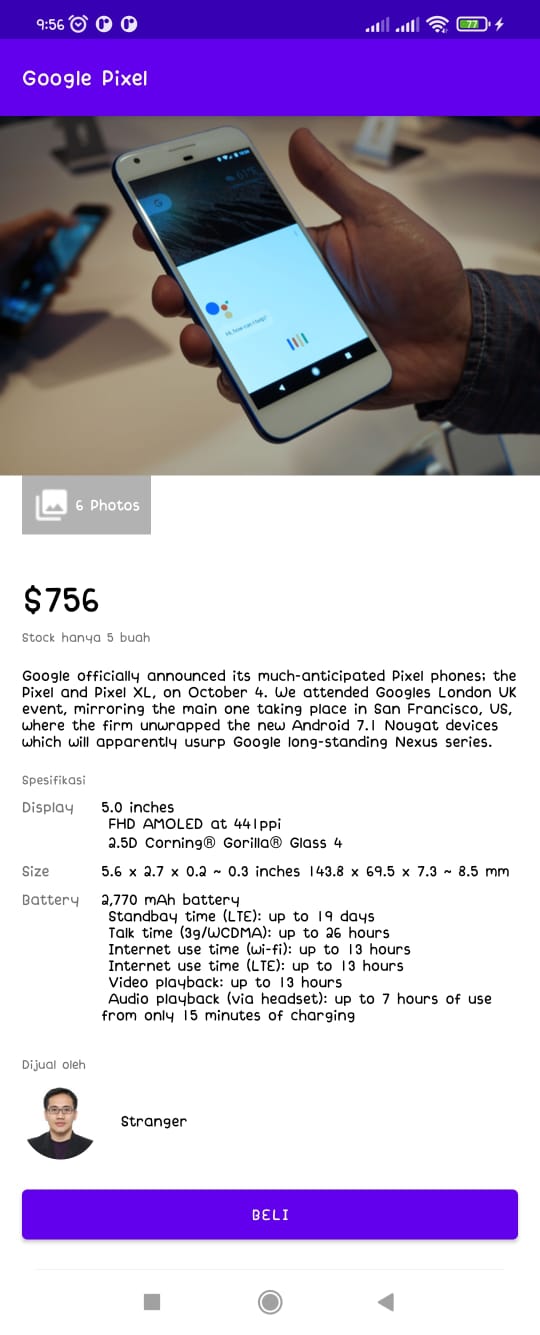 9:56
77
Google Pixel
Hi, how can I help?
6 Photos
$756
Stock hanya 5 buah
Google officially announced its much-anticipated Pixel phones; the
Pixel and Pixel XL, on October 4. We attended Googles London UK
event, mirroring the main one taking place in San Francisco, US,
where the firm unwrapped the new Android 7.1 Nougat devices
which will apparently usurp Google long-standing Nexus series.
Spesifikasi
Display 5.0 inches
FHD AMOLED at 441ppi
2.5D Corning® Gorilla® Glass 4
Size 5.6 x 2.7 x 0.2 ~ 0.3 inches 143.8 x 69.5 x 7.3 ~ 8.5 mm
Battery 2,770 mAh battery
Standbay time (LTE): up to 19 days
Talk time (3g/WCDMA): up to 26 hours
Internet use time (wi-fi): up to 13 hours
Internet use time (LTE): up to 13 hours
Video playback: up to 13 hours
Audio playback (via headset): up to 7 hours of use
from only 15 minutes of charging
Dijual oleh
Stranger
BELI